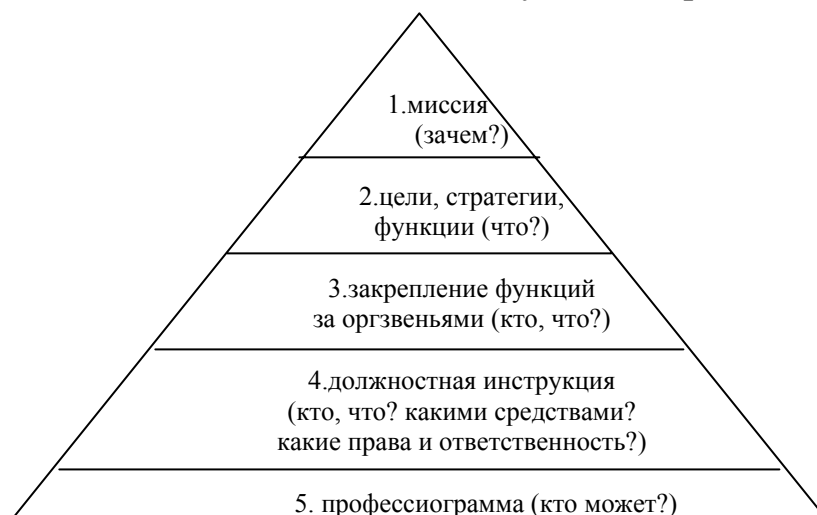 1.миссия
(зачем?)
2.цели, стратегии,
функции (что?)
3.закрепление функций
за оргзвеньями (кто, что?)
4.должностная инструкция
(кто, что? какими средствами?
какие права и ответственность?)
5. профессиограмма (кто может?)